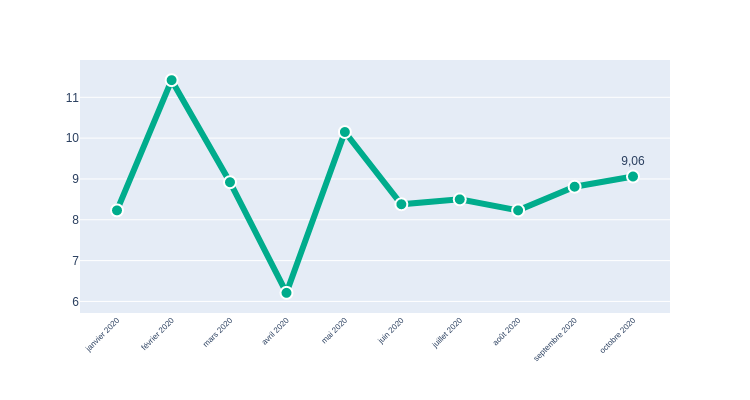 11
10
9
8
7
6
9,06
janvier 2020
février 2020
mars 2020
avril 2020
mai 2020
juin 2020
juillet 2020
août 2020
septembre 2020
octobre 2020